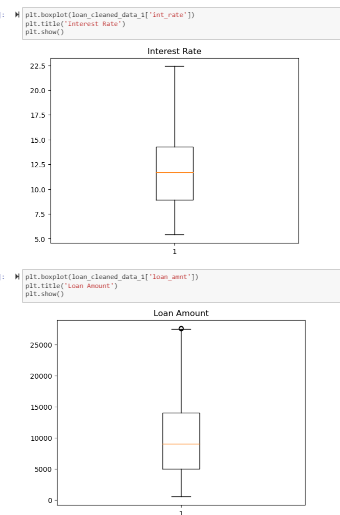 ]: plt.boxplot(loan_cleaned_data_1['int_rate'])
plt.title('Interest Rate')
plt.show()
Interest Rate
22.5
20.0
17.5
15.0
12.5
10.0
7.5
5.0
1
]: plt.boxplot(loan_cleaned_data_1['loan_amnt'])
plt.title('Loan Amount')
plt.show()
Loan Amount
25000
20000
15000
10000
5000
0
1